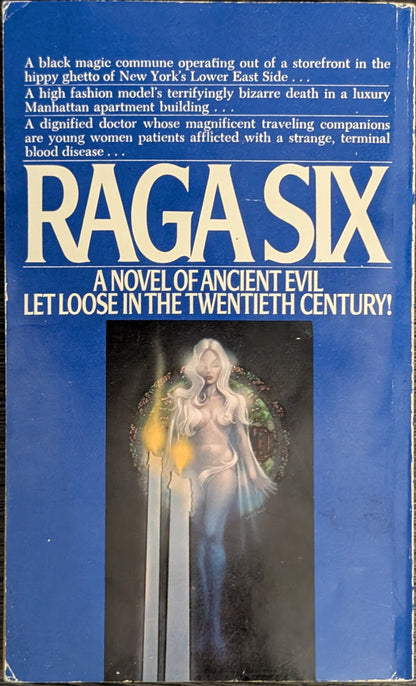 A black magic commune operating out of a storefront in the
hippy ghetto of New York's Lower East Side . . .
A high fashion model's terrifyingly bizarre death in a luxury
Manhattan apartment building . . .
A dignified doctor whose magnificent traveling companions
are young women patients afflicted with a strange, terminal
blood disease . . .
RAGA SIX
A NOVEL OF ANCIENT EVIL
LET LOOSE IN THE TWENTIETH CENTURY!